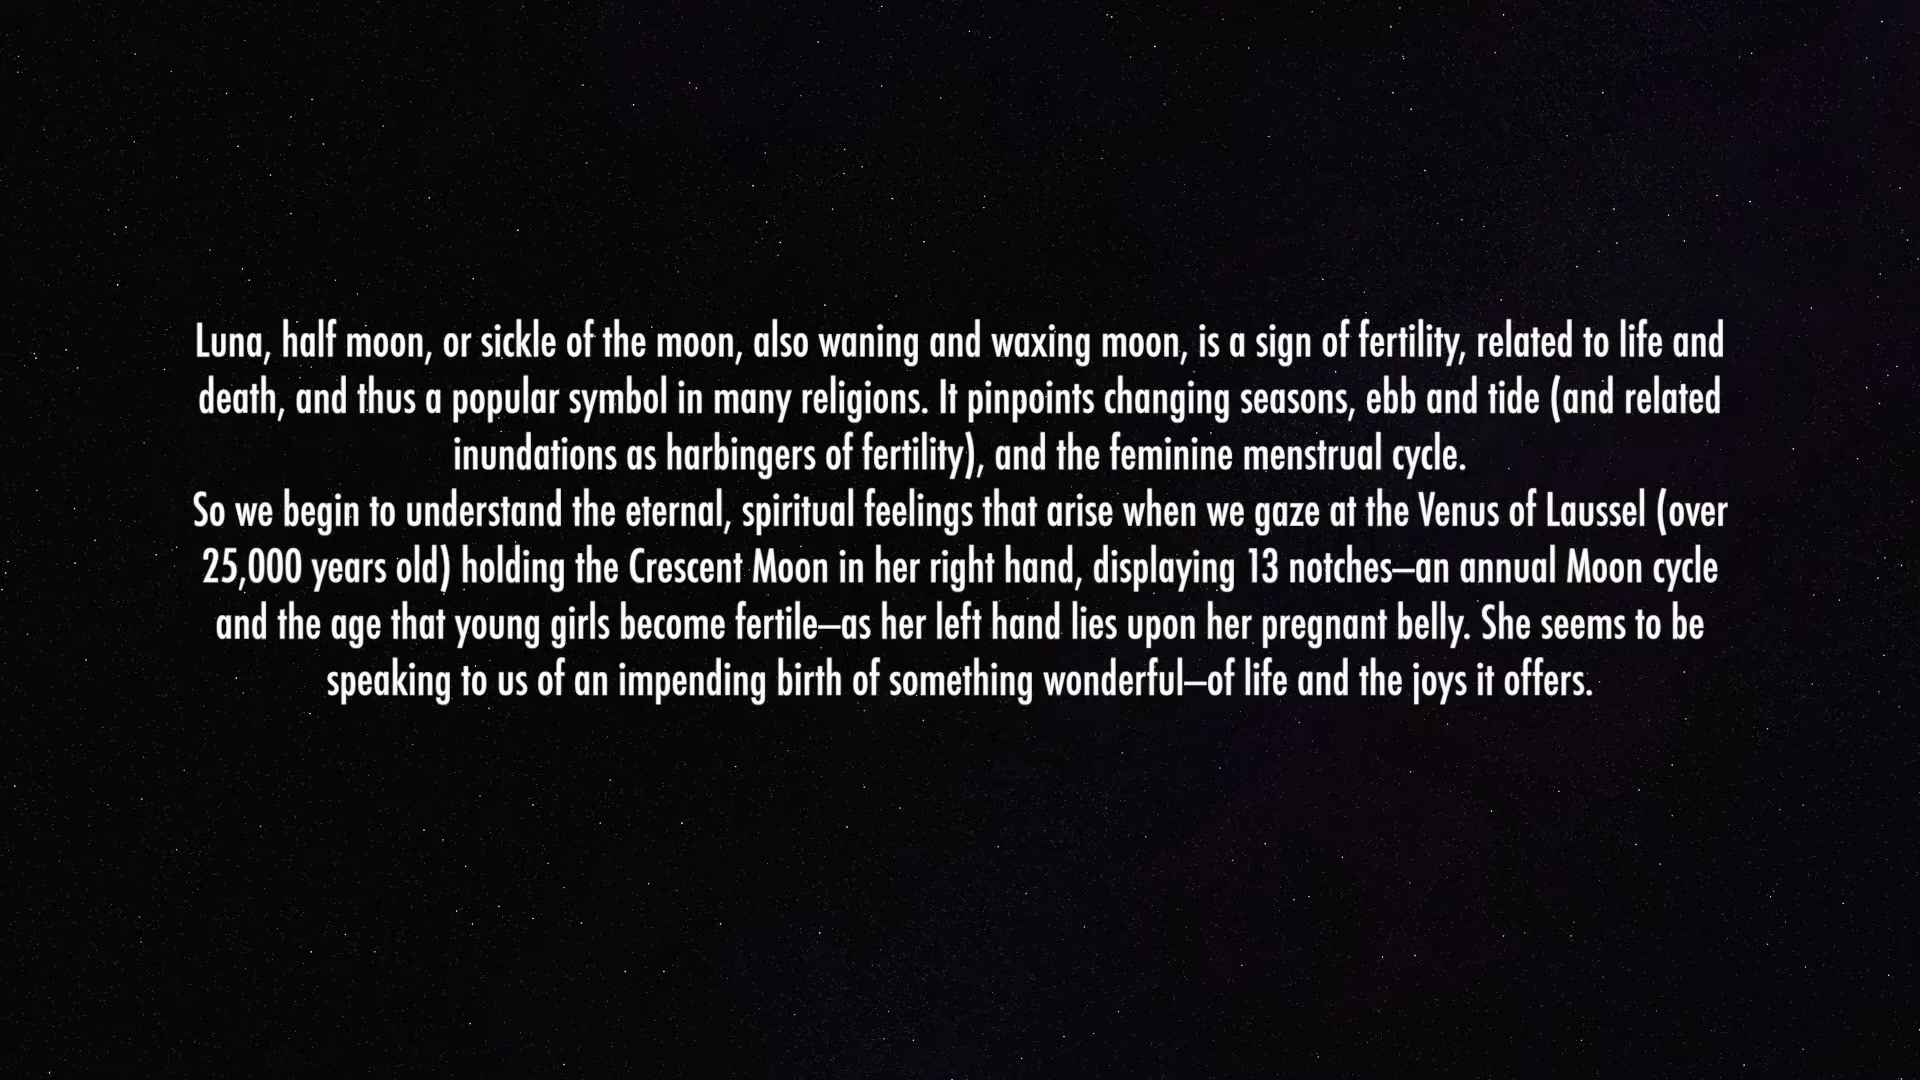 Luna, half moon, or sickle of the moon, also waning and waxing moon, is a sign of fertility, related to life and
death, and thus a popular symbol in many religions. It pinpoints changing seasons, ebb and tide (and related
inundations as harbingers of fertility), and the feminine menstrual cycle.
So we begin to understand the eternal, spiritual feelings that arise when we gaze at the Venus of Laussel (over
25,000 years old) holding the Crescent Moon in her right hand, displaying 13 notches–an annual Moon cycle
and the age that young girls become fertile–as her left hand lies upon her pregnant belly. She seems to be
speaking to us of an impending birth of something wonderful–of life and the joys it offers.